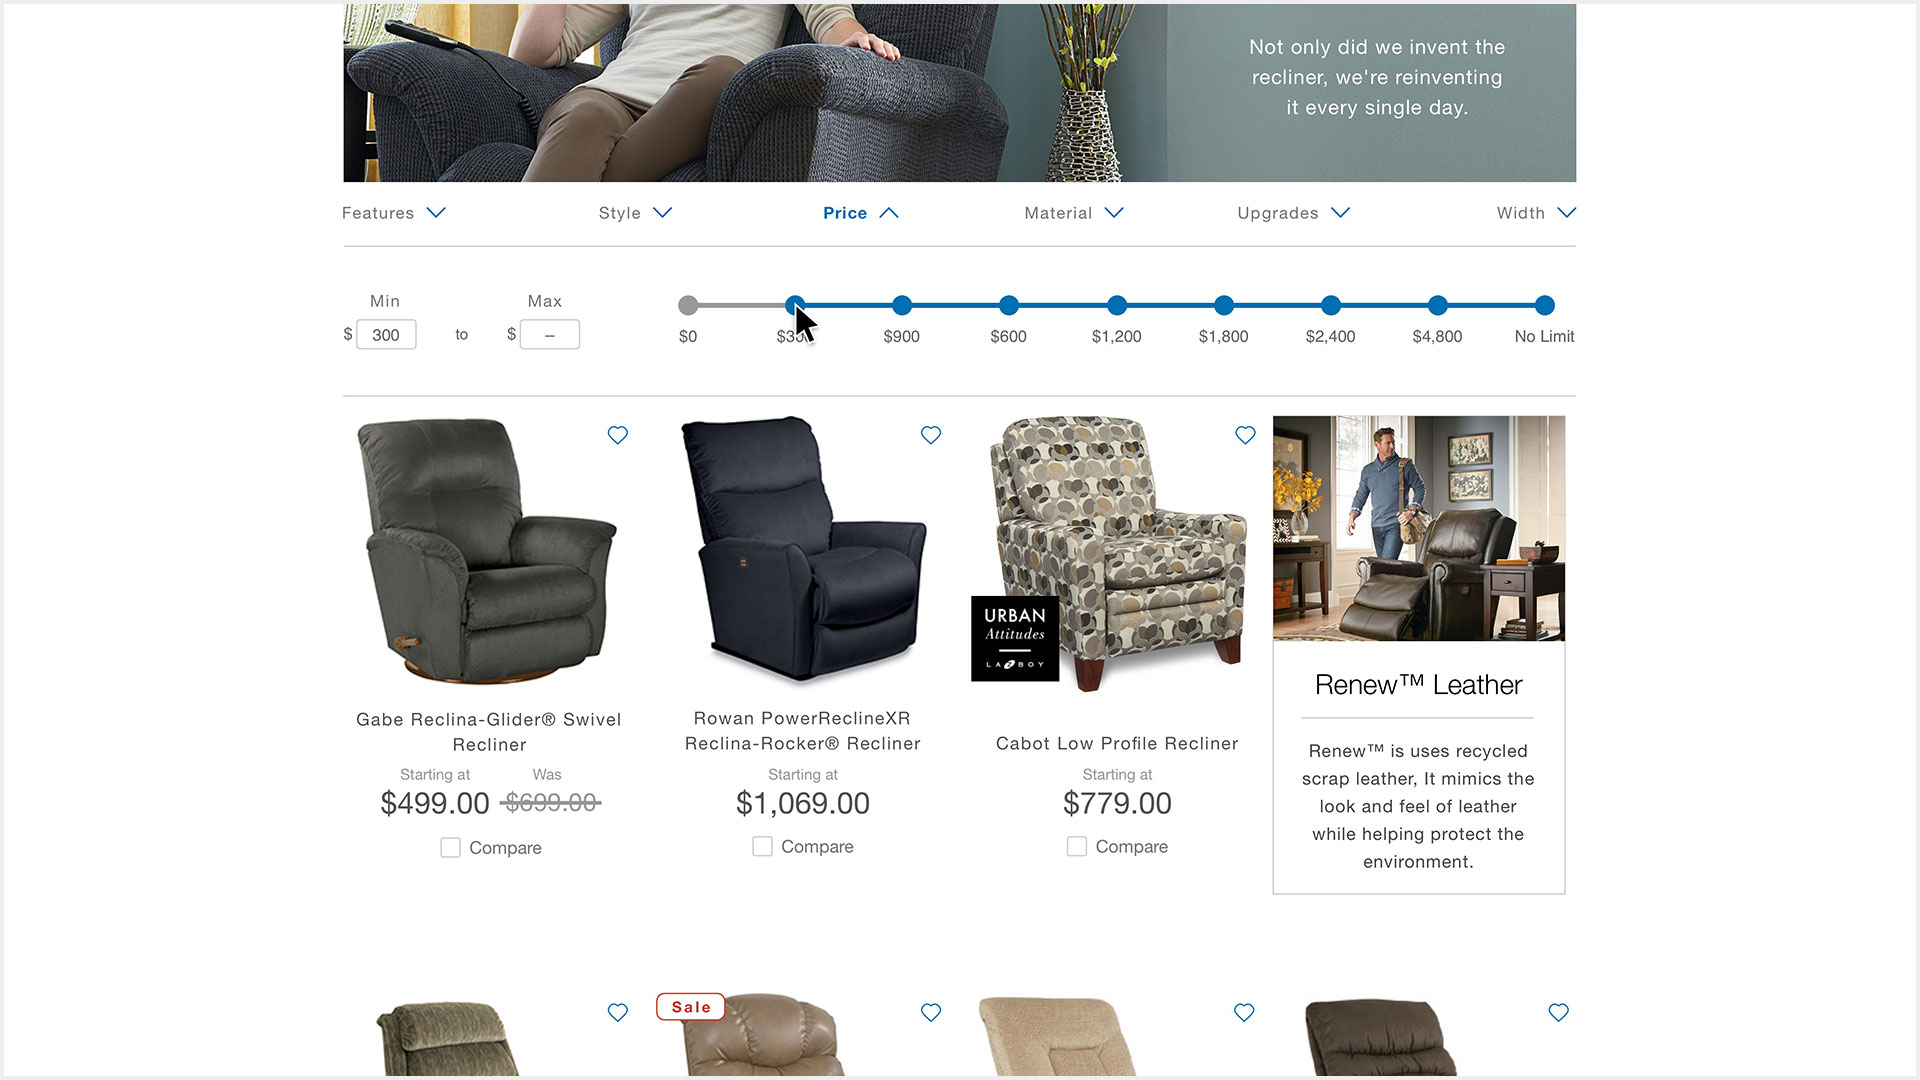 Not only did we invent the
recliner, we're reinventing
it every single day.
Features
Style
Price
Material
Upgrades
Width
Min
Max
$ 300 to $ –
$0
$900
$600
$1,200
$1,800
$2,400
$4,800
No Limit
URBAN
Attitudes
LA Z BOY
Gabe Reclina-Glider® Swivel
Recliner
Starting at Was
$499.00 $699.00
Compare
Rowan PowerReclineXR
Reclina-Rocker® Recliner
Starting at
$1,069.00
Compare
Cabot Low Profile Recliner
Starting at
$779.00
Compare
Renew™ Leather
Renew™ is uses recycled
scrap leather, It mimics the
look and feel of leather
while helping protect the
environment.
Sale